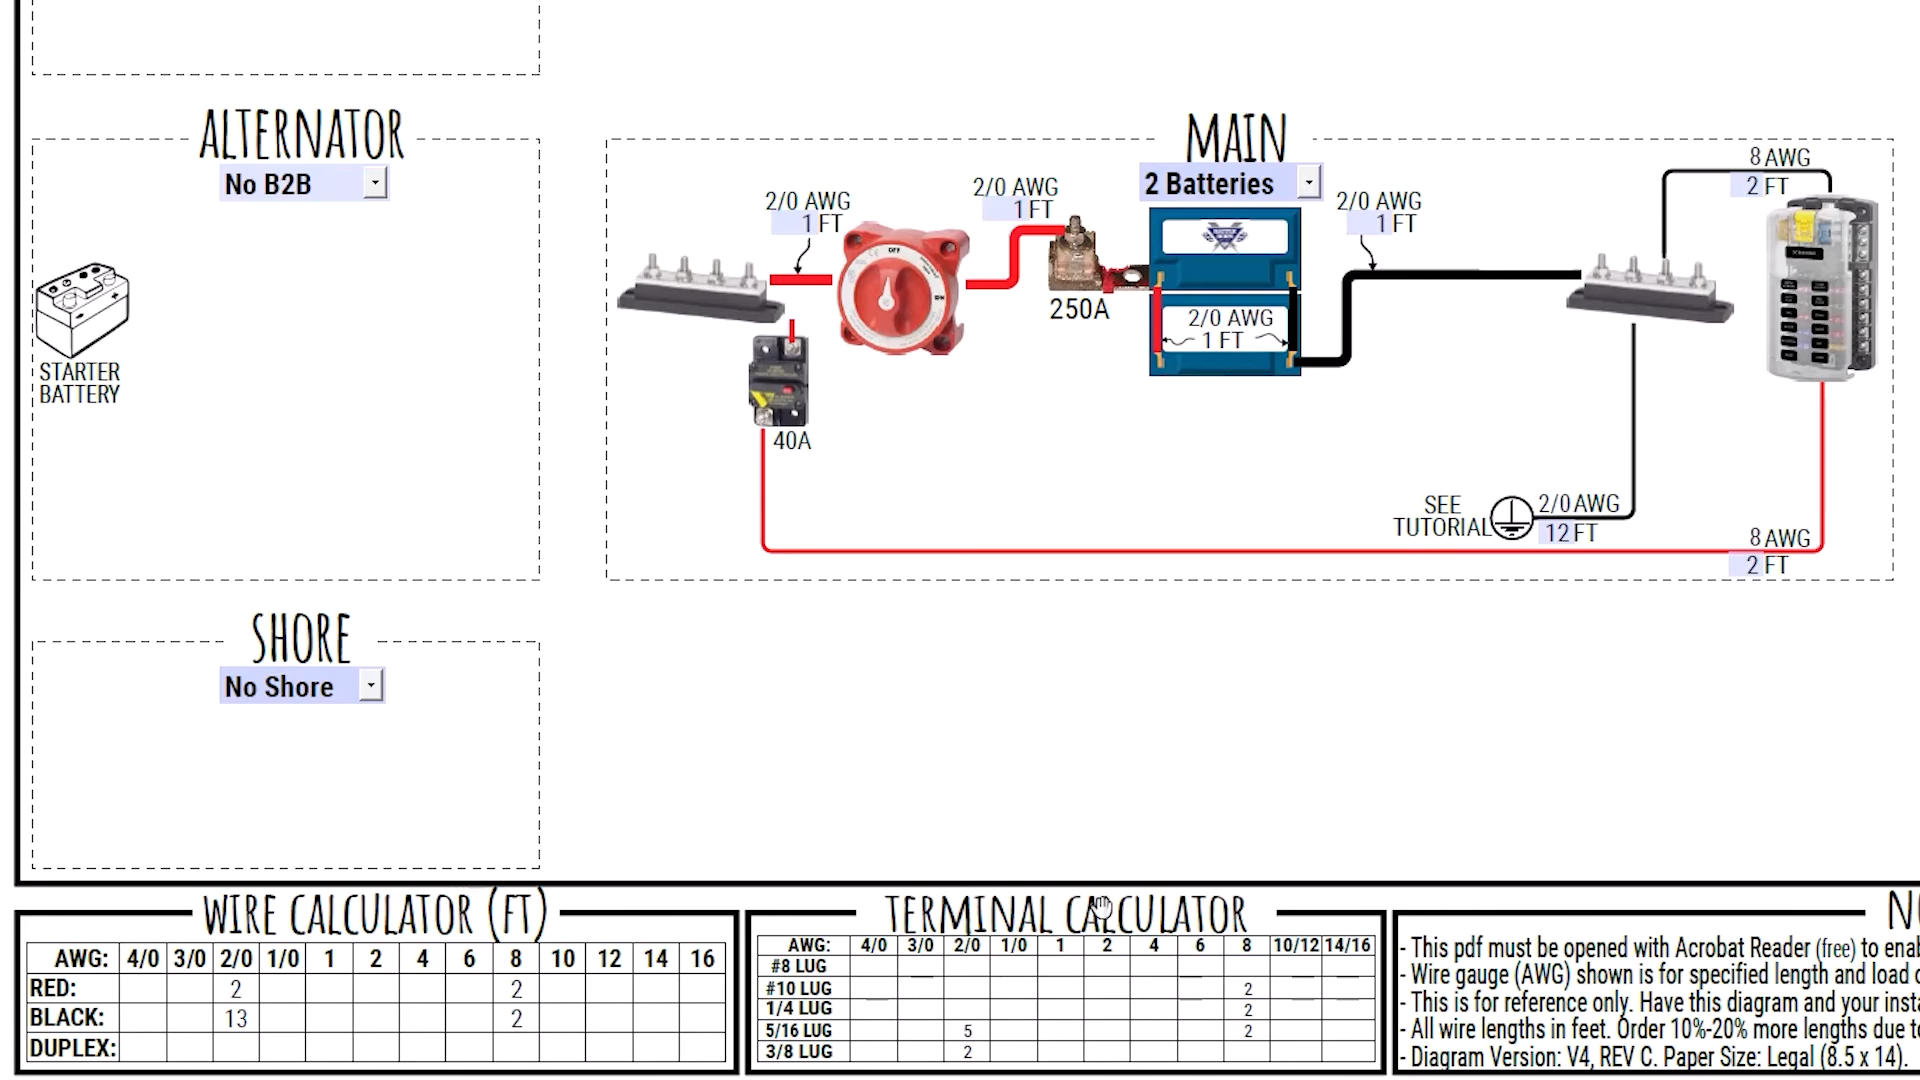 ALTERNATOR
No B2B
STARTER
BATTERY
MAIN
2 Batteries
2/0 AWG
1 FT
2/0 AWG
1 FT
2/0 AWG
1 FT
8 AWG
2 FT
OFF
ON
250A
2/0 AWG
1 FT
40A
SEE
TUTORIAL
2/0 AWG
12 FT
8 AWG
2 FT
SHORE
No Shore
WIRE CALCULATOR (FT)
AWG: 4/0 3/0 2/0 1/0 1 2 4 6 8 10 12 14 16
RED: 2 2
BLACK: 13 2
DUPLEX:
TERMINAL CALCULATOR
AWG: 4/0 3/0 2/0 1/0 1 2 4 6 8 10/12 14/16
#8 LUG
#10 LUG 2
1/4 LUG 2
5/16 LUG 5 2
3/8 LUG 2
- This pdf must be opened with Acrobat Reader (free) to
- Wire gauge (AWG) shown is for specified length and load
- This is for reference only. Have this diagram and your
- All wire lengths in feet. Order 10%-20% more lengths due
- Diagram Version: V4, REV C. Paper Size: Legal (8.5 x 14).